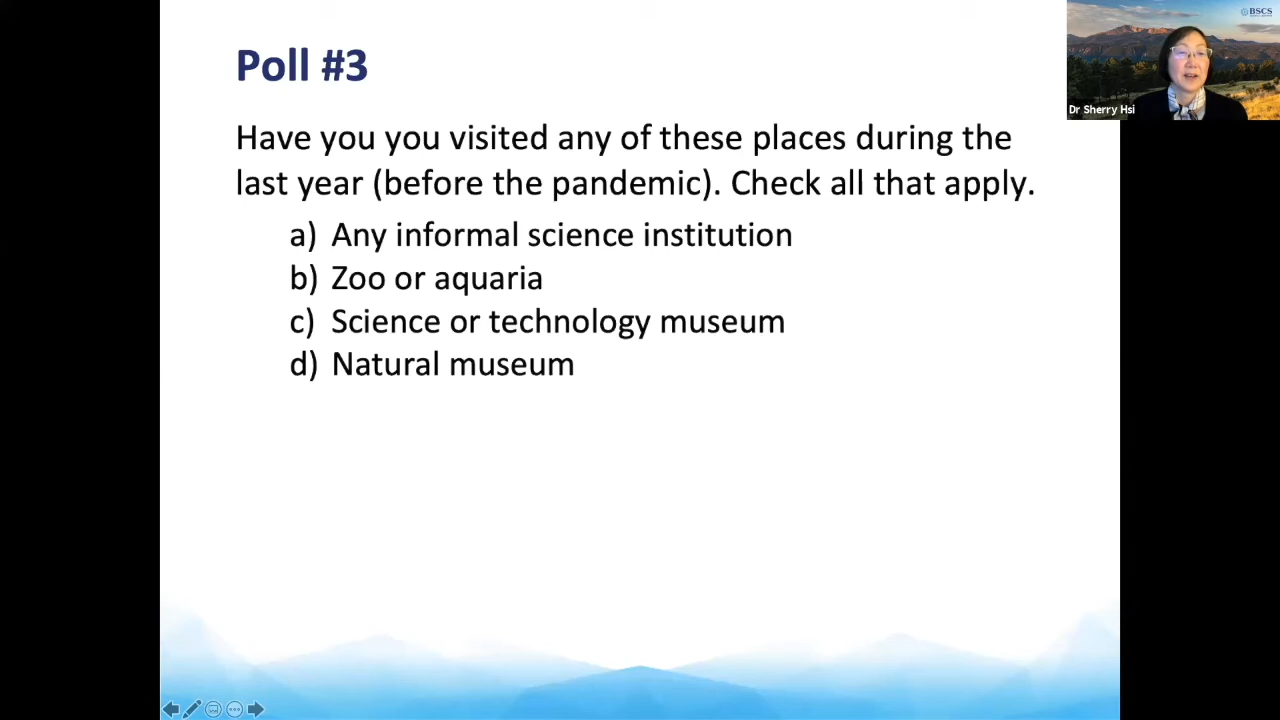 Poll #3
Have you you visited any of these places during the
last year (before the pandemic). Check all that apply.
a) Any informal science institution
b) Zoo or aquaria
c) Science or technology museum
d) Natural museum
BSCS
Dr Sherry Hsi